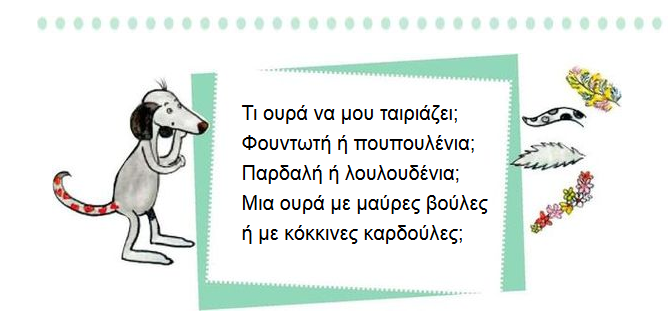 Τι ουρά να μου ταιριάζει;
Φουντωτή ή πουπουλένια;
Παρδαλή ή λουλουδένια;
Μια ουρά με μαύρες βούλες
ή με κόκκινες καρδούλες;